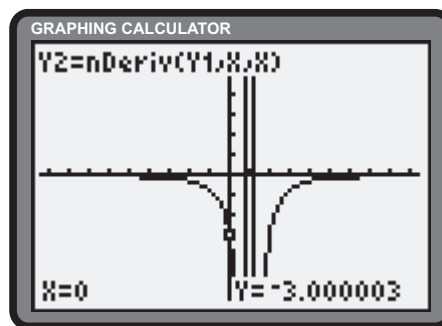 GRAPHING CALCULATOR
Y2=nDeriv(Y1,X,X)
X=0 Y=-3.000003